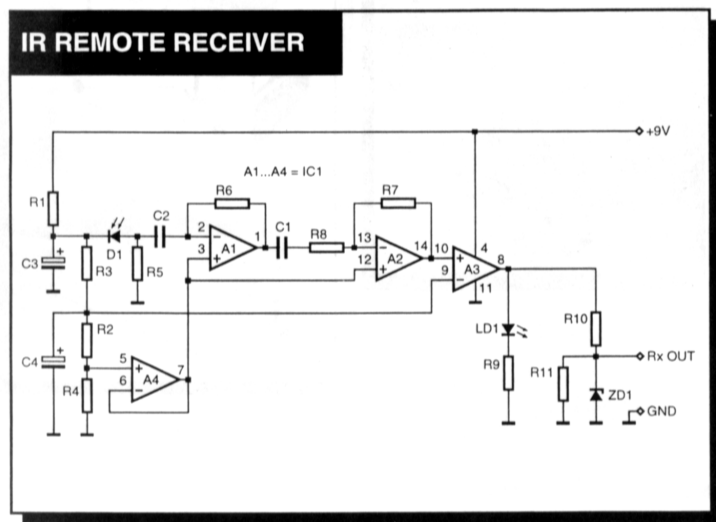 IR REMOTE RECEIVER
+9V
A1...A4 = IC1
R1
R6
R7
C2
2
−
3
+
A1
1
C1
R8
13
−
12
+
A2
14
10
+
9
−
A3
4
8
11
D1
C3
+
R3
R5
R2
C4
+
R4
5
+
6
−
A4
7
LD1
R9
R10
R11
Rx OUT
ZD1
GND